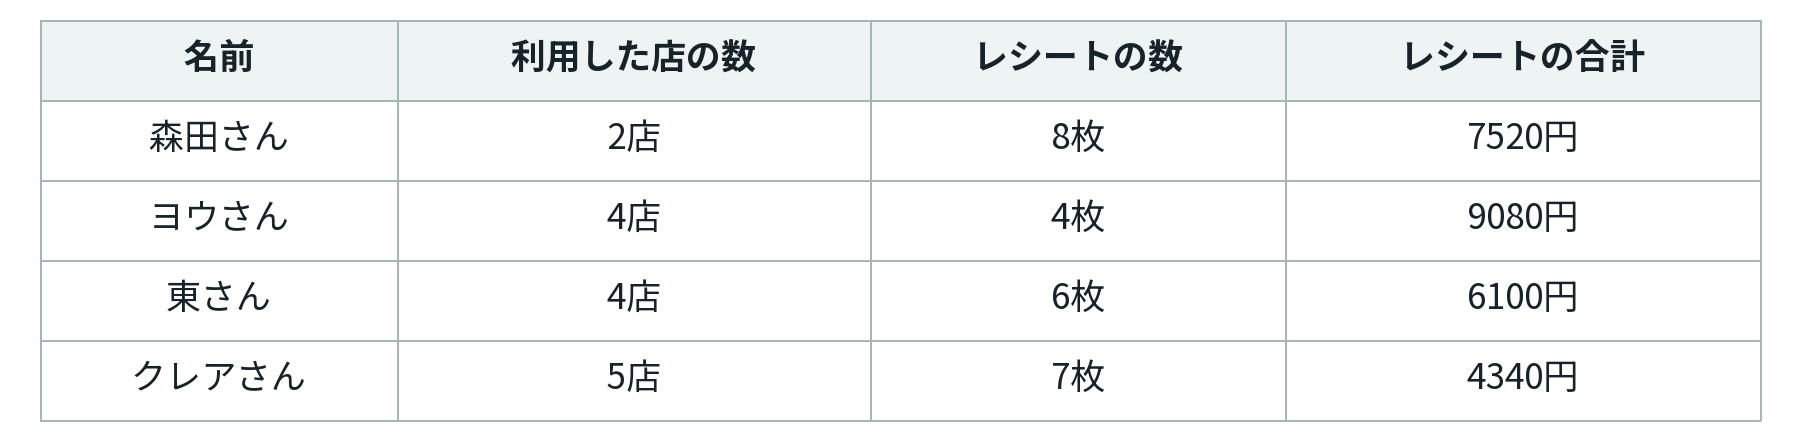 名前 利用した店の数 レシートの数 レシートの合計
森田さん 2店 8枚 7520円
ヨウさん 4店 4枚 9080円
東さん 4店 6枚 6100円
クレアさん 5店 7枚 4340円